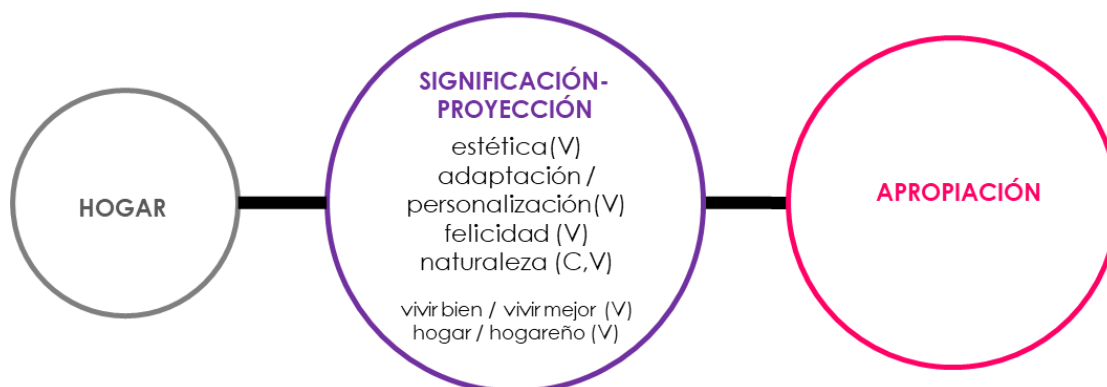 HOGAR
SIGNIFICACIÓN-
PROYECCIÓN
estética(V)
adaptación /
personalización(V)
felicidad (V)
naturaleza (C,V)
vivir bien / vivir mejor (V)
hogar / hogareño (V)
APROPIACIÓN